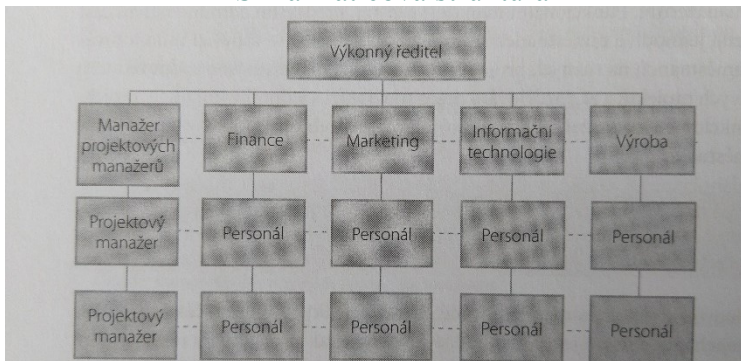 Výkonný ředitel
Manažer
projektových
manažerů
Finance
Marketing
Informační
technologie
Výroba
Projektový
manažer
Personál
Personál
Personál
Personál
Projektový
manažer
Personál
Personál
Personál
Personál